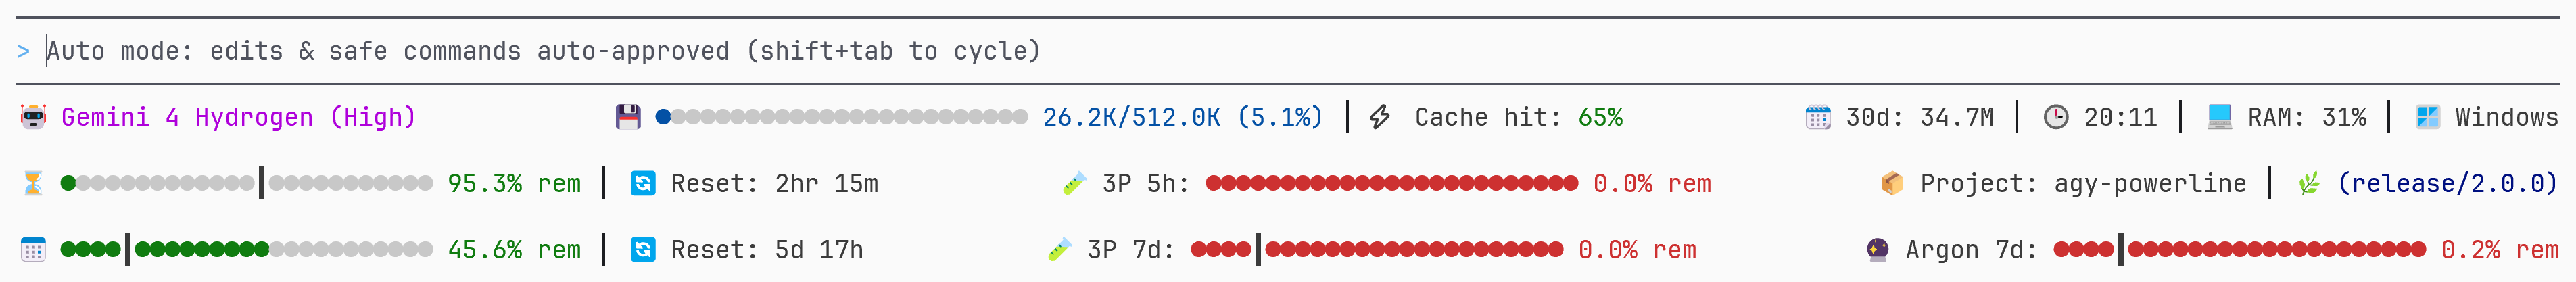 > Auto mode: edits & safe commands auto-approved (shift+tab to cycle)
Gemini 4 Hydrogen (High) 26.2K/512.0K (5.1%) | Cache hit: 65% 30d: 34.7M | 20:11 | RAM: 31% | Windows
95.3% rem | Reset: 2hr 15m 3P 5h: 0.0% rem Project: agy-powerline | (release/2.0.0)
45.6% rem | Reset: 5d 17h 3P 7d: 0.0% rem Argon 7d: 0.2% rem